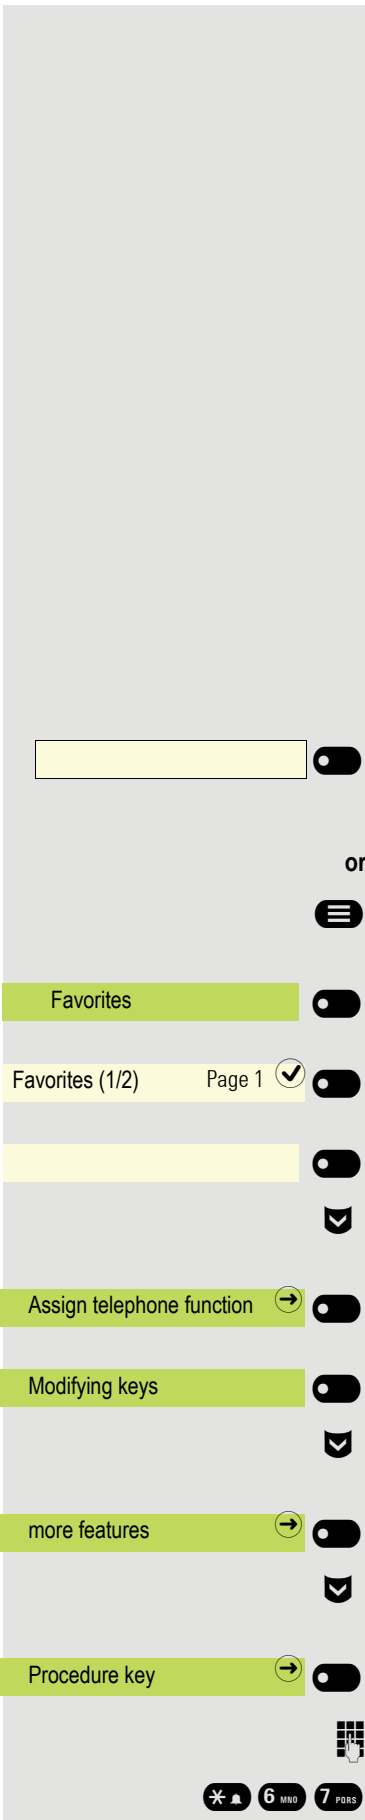 or
Favorites
Favorites (1/2) Page 1
Assign telephone function
Modifying keys
more features
Procedure key
6 MNO 7 PQRS